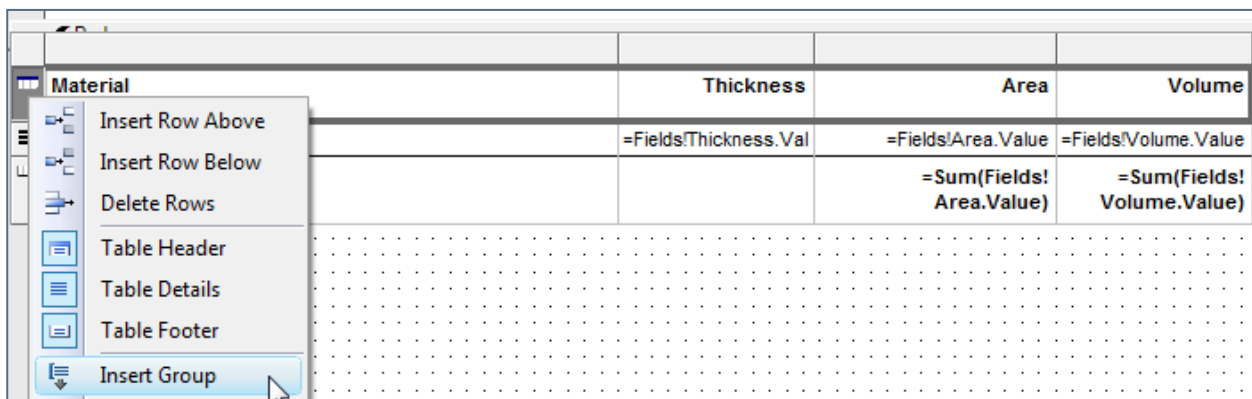 Material Thickness Area Volume
Insert Row Above
=Fields!Thickness.Val =Fields!Area.Value =Fields!Volume.Value
Insert Row Below
=Sum(Fields! =Sum(Fields!
Area.Value) Volume.Value)
Delete Rows
Table Header
Table Details
Table Footer
Insert Group